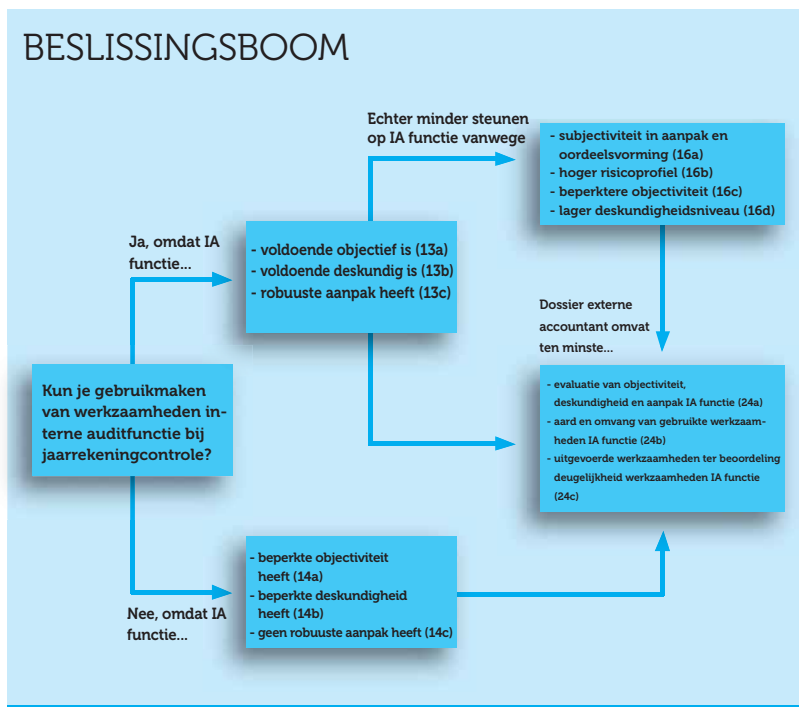 BESLISSINGSBOOM
Echter minder steunen
op IA functie vanwege
- subjectiviteit in aanpak en
oordeelsvorming (16a)
- hoger risicoprofiel (16b)
- beperktere objectiviteit (16c)
- lager deskundigheidsniveau (16d)
Ja, omdat IA
functie...
- voldoende objectief is (13a)
- voldoende deskundig is (13b)
- robuuste aanpak heeft (13c)
Dossier externe
accountant omvat
ten minste...
Kun je gebruikmaken
van werkzaamheden in-
terne auditfunctie bij
jaarrekeningcontrole?
- evaluatie van objectiviteit,
deskundigheid en aanpak IA functie (24a)
- aard en omvang van gebruikte werkzaam-
heden IA functie (24b)
- uitgevoerde werkzaamheden ter beoordeling
deugelijkheid werkzaamheden IA functie
(24c)
- beperkte objectiviteit
heeft (14a)
- beperkte deskundigheid
heeft (14b)
- geen robuuste aanpak heeft (14c)
Nee, omdat IA
functie...